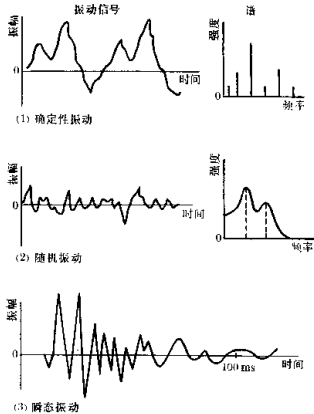 振动信号
谱
振幅
0
时间
强度
频率
(1) 确定性振动
振幅
0
时间
强度
频率
(2) 随机振动
振幅
0
100 ms
时间
(3) 瞬态振动